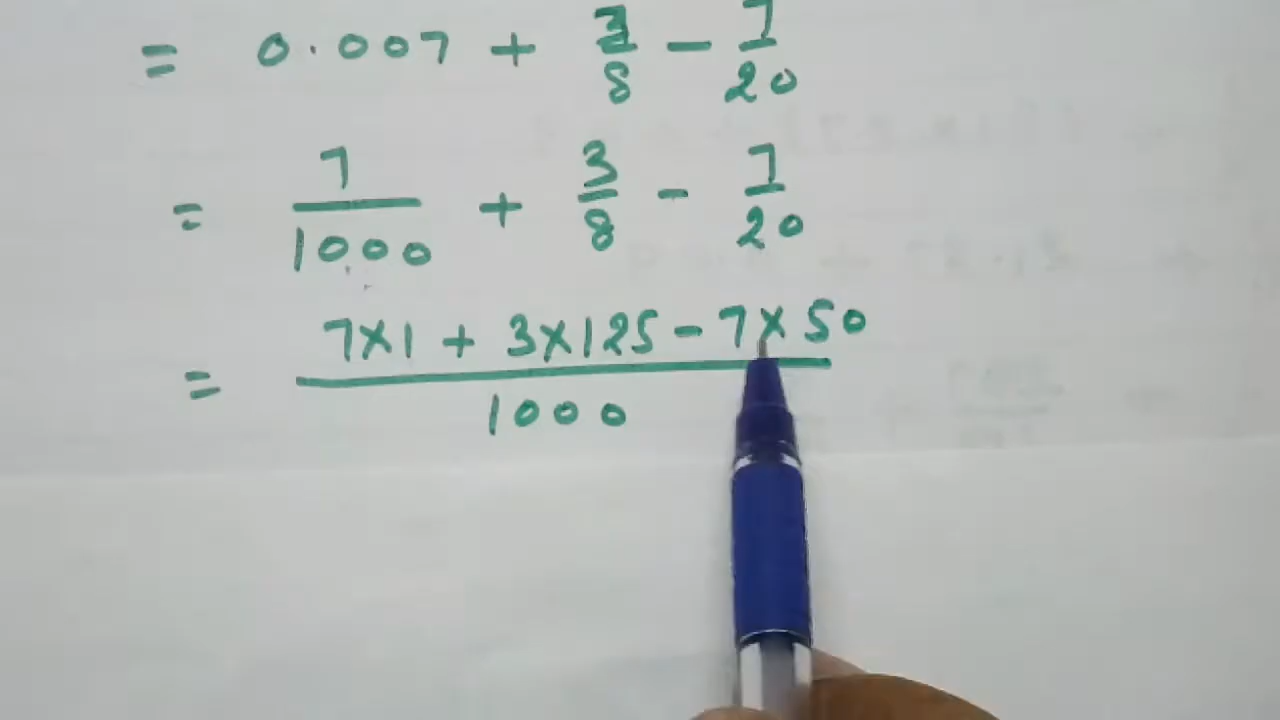 = 0.007 + 3/8 - 7/20
= 7/1000 + 3/8 - 7/20
= (7×1 + 3×125 - 7×50)/1000